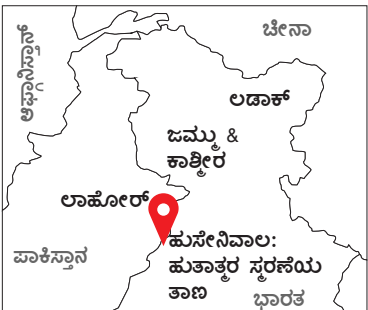 ಚೀನಾ
ಅಫ್ಘಾನಿಸ್ತಾನ
ಲಡಾಕ್
ಜಮ್ಮು &
ಕಾಶ್ಮೀರ
ಲಾಹೋರ್
ಪಾಕಿಸ್ತಾನ
ಹುಸೇನಿವಾಲ:
ಹುತಾತ್ಮರ ಸ್ಮರಣೆಯ
ತಾಣ
ಭಾರತ